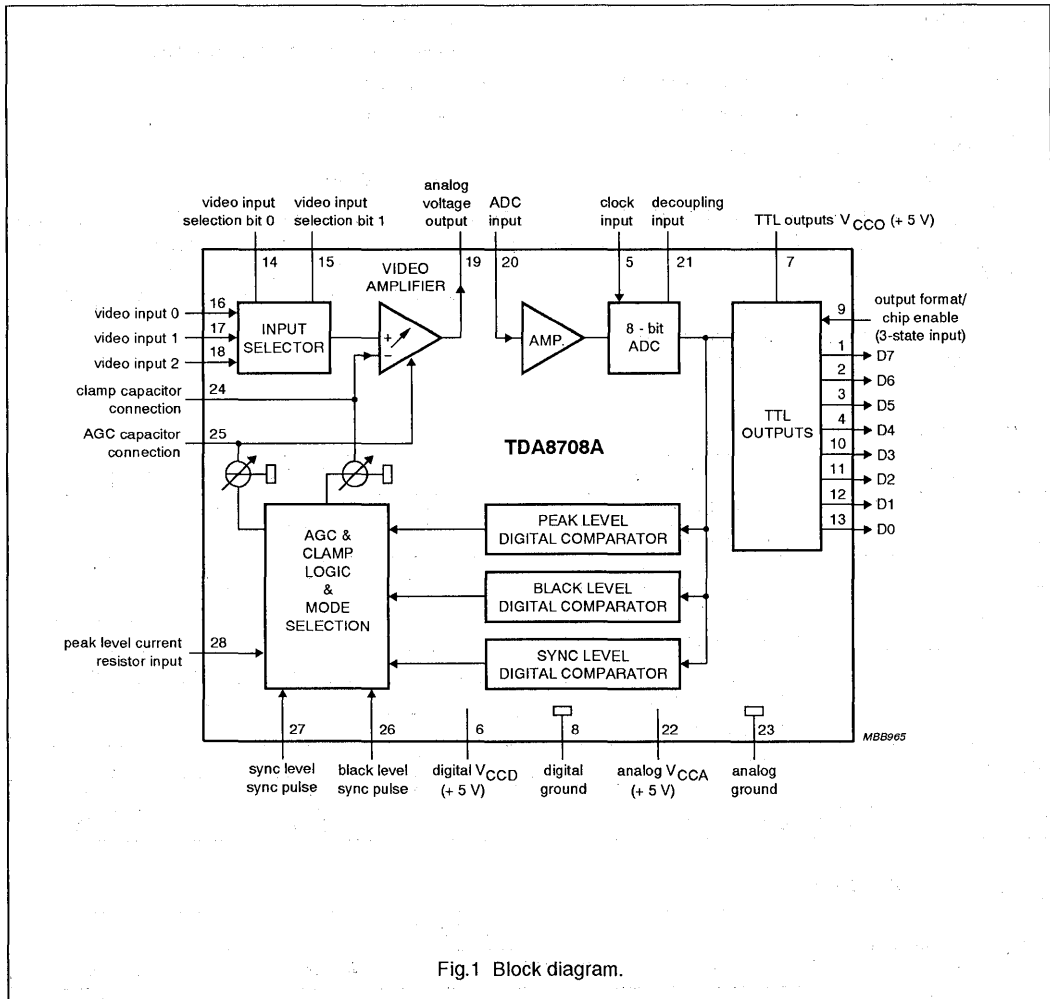 video input
selection bit 0
video input
selection bit 1
analog
voltage
output
ADC
input
clock
input
decoupling
input
TTL outputs VCCO (+ 5 V)
14
15
19
20
5
21
7
VIDEO
AMPLIFIER
video input 0
16
video input 1
17
video input 2
18
INPUT
SELECTOR
+
−
AMP.
8 - bit
ADC
TTL
OUTPUTS
9
output format/
chip enable
(3-state input)
1
D7
2
D6
3
D5
4
D4
10
D3
11
D2
12
D1
13
D0
clamp capacitor
connection
24
AGC capacitor
connection
25
TDA8708A
AGC &
CLAMP
LOGIC
&
MODE
SELECTION
PEAK LEVEL
DIGITAL COMPARATOR
BLACK LEVEL
DIGITAL COMPARATOR
SYNC LEVEL
DIGITAL COMPARATOR
peak level current
resistor input
28
27
26
6
8
22
23
MBB965
sync level
sync pulse
black level
sync pulse
digital VCCD
(+ 5 V)
digital
ground
analog VCCA
(+ 5 V)
analog
ground
Fig.1 Block diagram.